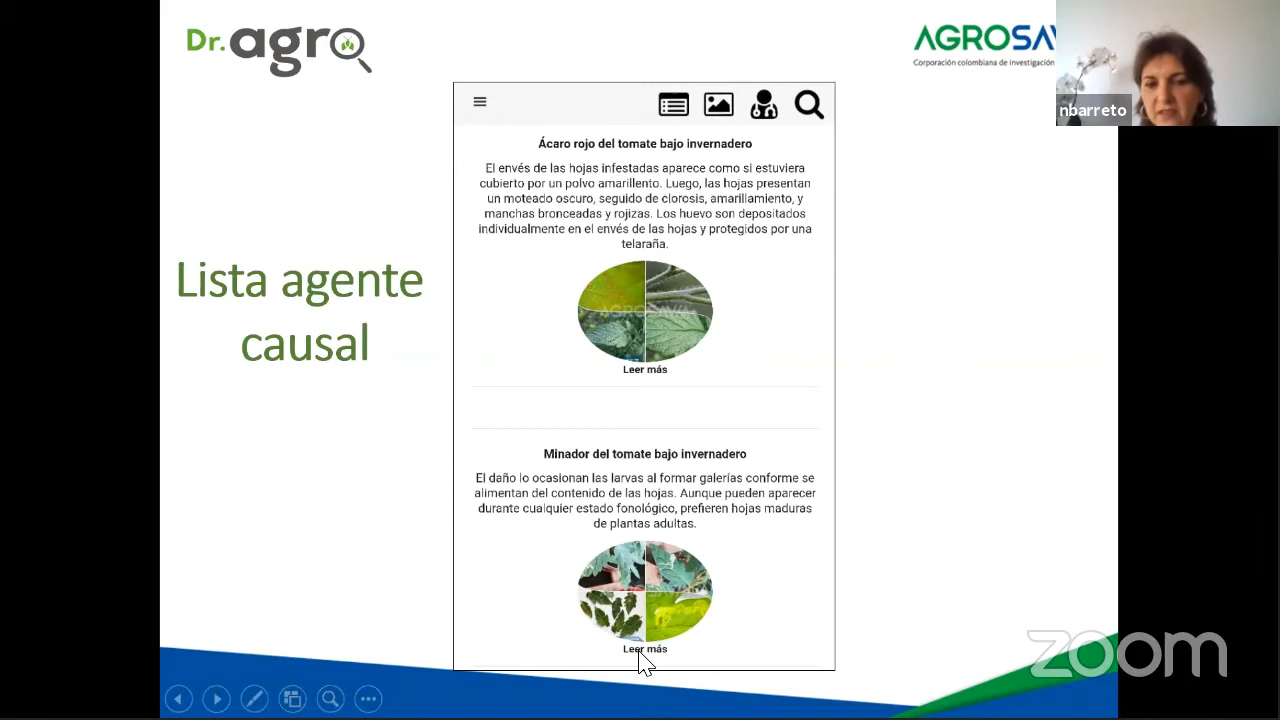 Dr.agro
AGROSAV
Corporación colombiana de investigación
nbarreto
Ácaro rojo del tomate bajo invernadero
El envés de las hojas infestadas aparece como si estuviera
cubierto por un polvo amarillento. Luego, las hojas presentan
un moteado oscuro, seguido de clorosis, amarillamiento, y
manchas bronceadas y rojizas. Los huevo son depositados
individualmente en el envés de las hojas y protegidos por una
telaraña.
AGROSAVIA
Leer más
Lista agente
causal
Minador del tomate bajo invernadero
El daño lo ocasionan las larvas al formar galerías conforme se
alimentan del contenido de las hojas. Aunque pueden aparecer
durante cualquier estado fonológico, prefieren hojas maduras
de plantas adultas.
Leer más
zoom